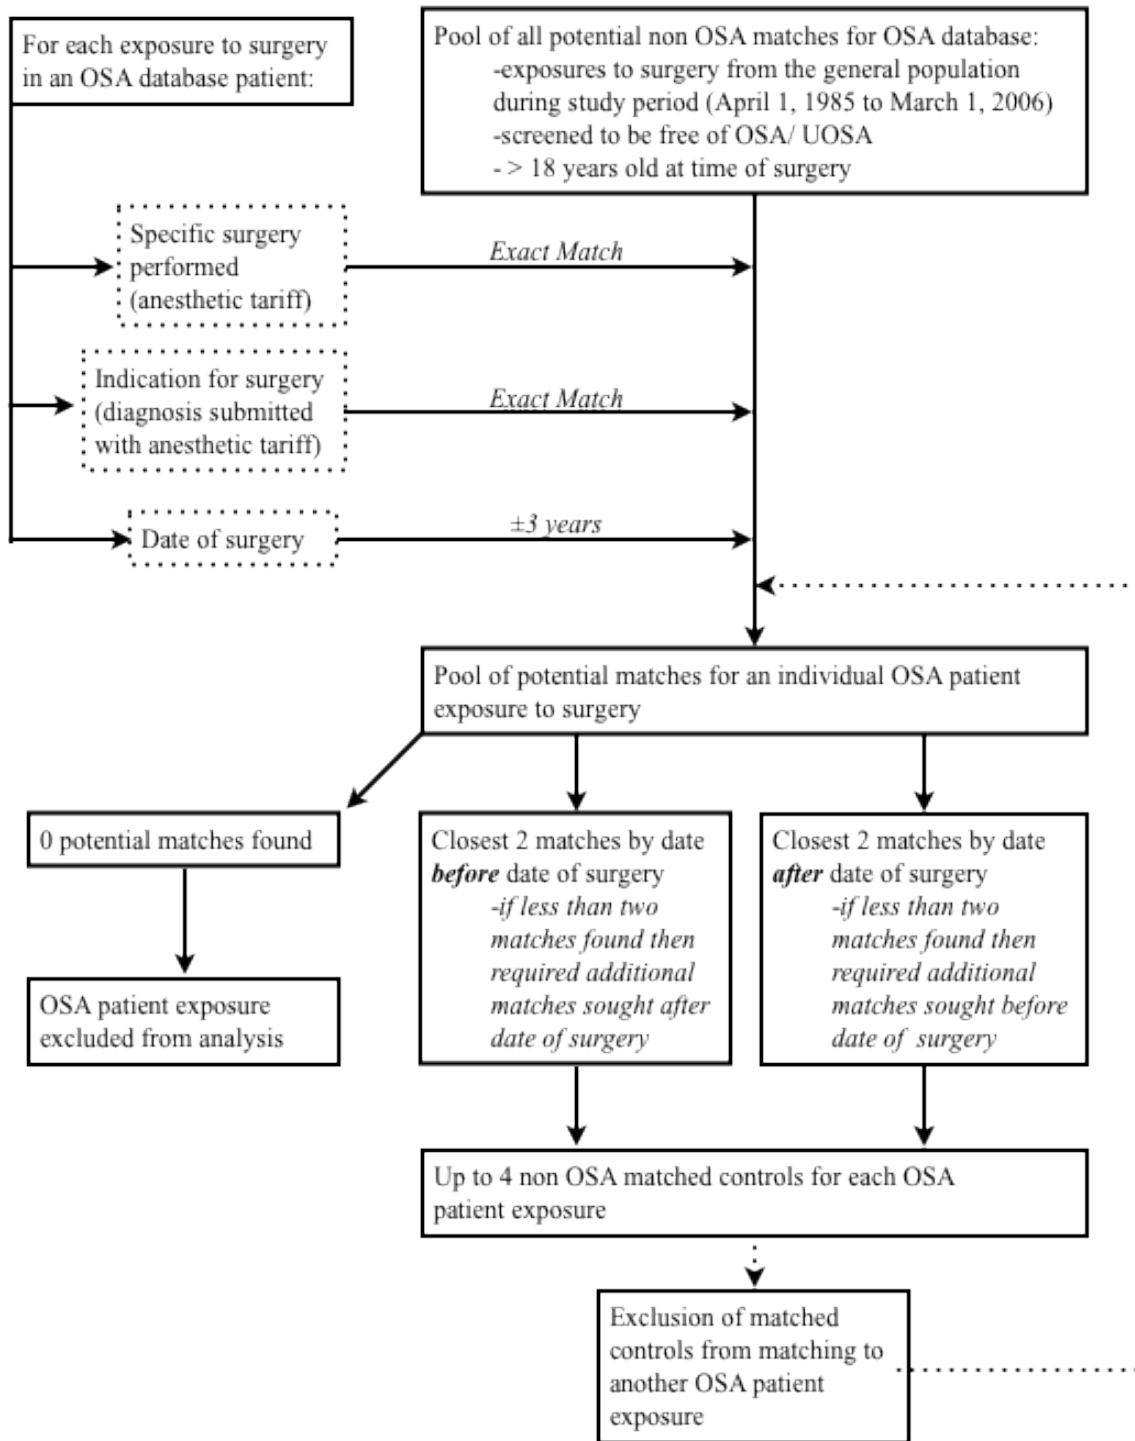 For each exposure to surgery
in an OSA database patient:
Pool of all potential non OSA matches for OSA database:
-exposures to surgery from the general population
during study period (April 1, 1985 to March 1, 2006)
-screened to be free of OSA/ UOSA
- > 18 years old at time of surgery
Specific surgery
performed
(anesthetic tariff)
Exact Match
Indication for surgery
(diagnosis submitted
with anesthetic tariff)
Exact Match
Date of surgery
±3 years
Pool of potential matches for an individual OSA patient
exposure to surgery
0 potential matches found
OSA patient exposure
excluded from analysis
Closest 2 matches by date
before date of surgery
-if less than two
matches found then
required additional
matches sought after
date of surgery
Closest 2 matches by date
after date of surgery
-if less than two
matches found then
required additional
matches sought before
date of surgery
Up to 4 non OSA matched controls for each OSA
patient exposure
Exclusion of matched
controls from matching to
another OSA patient
exposure